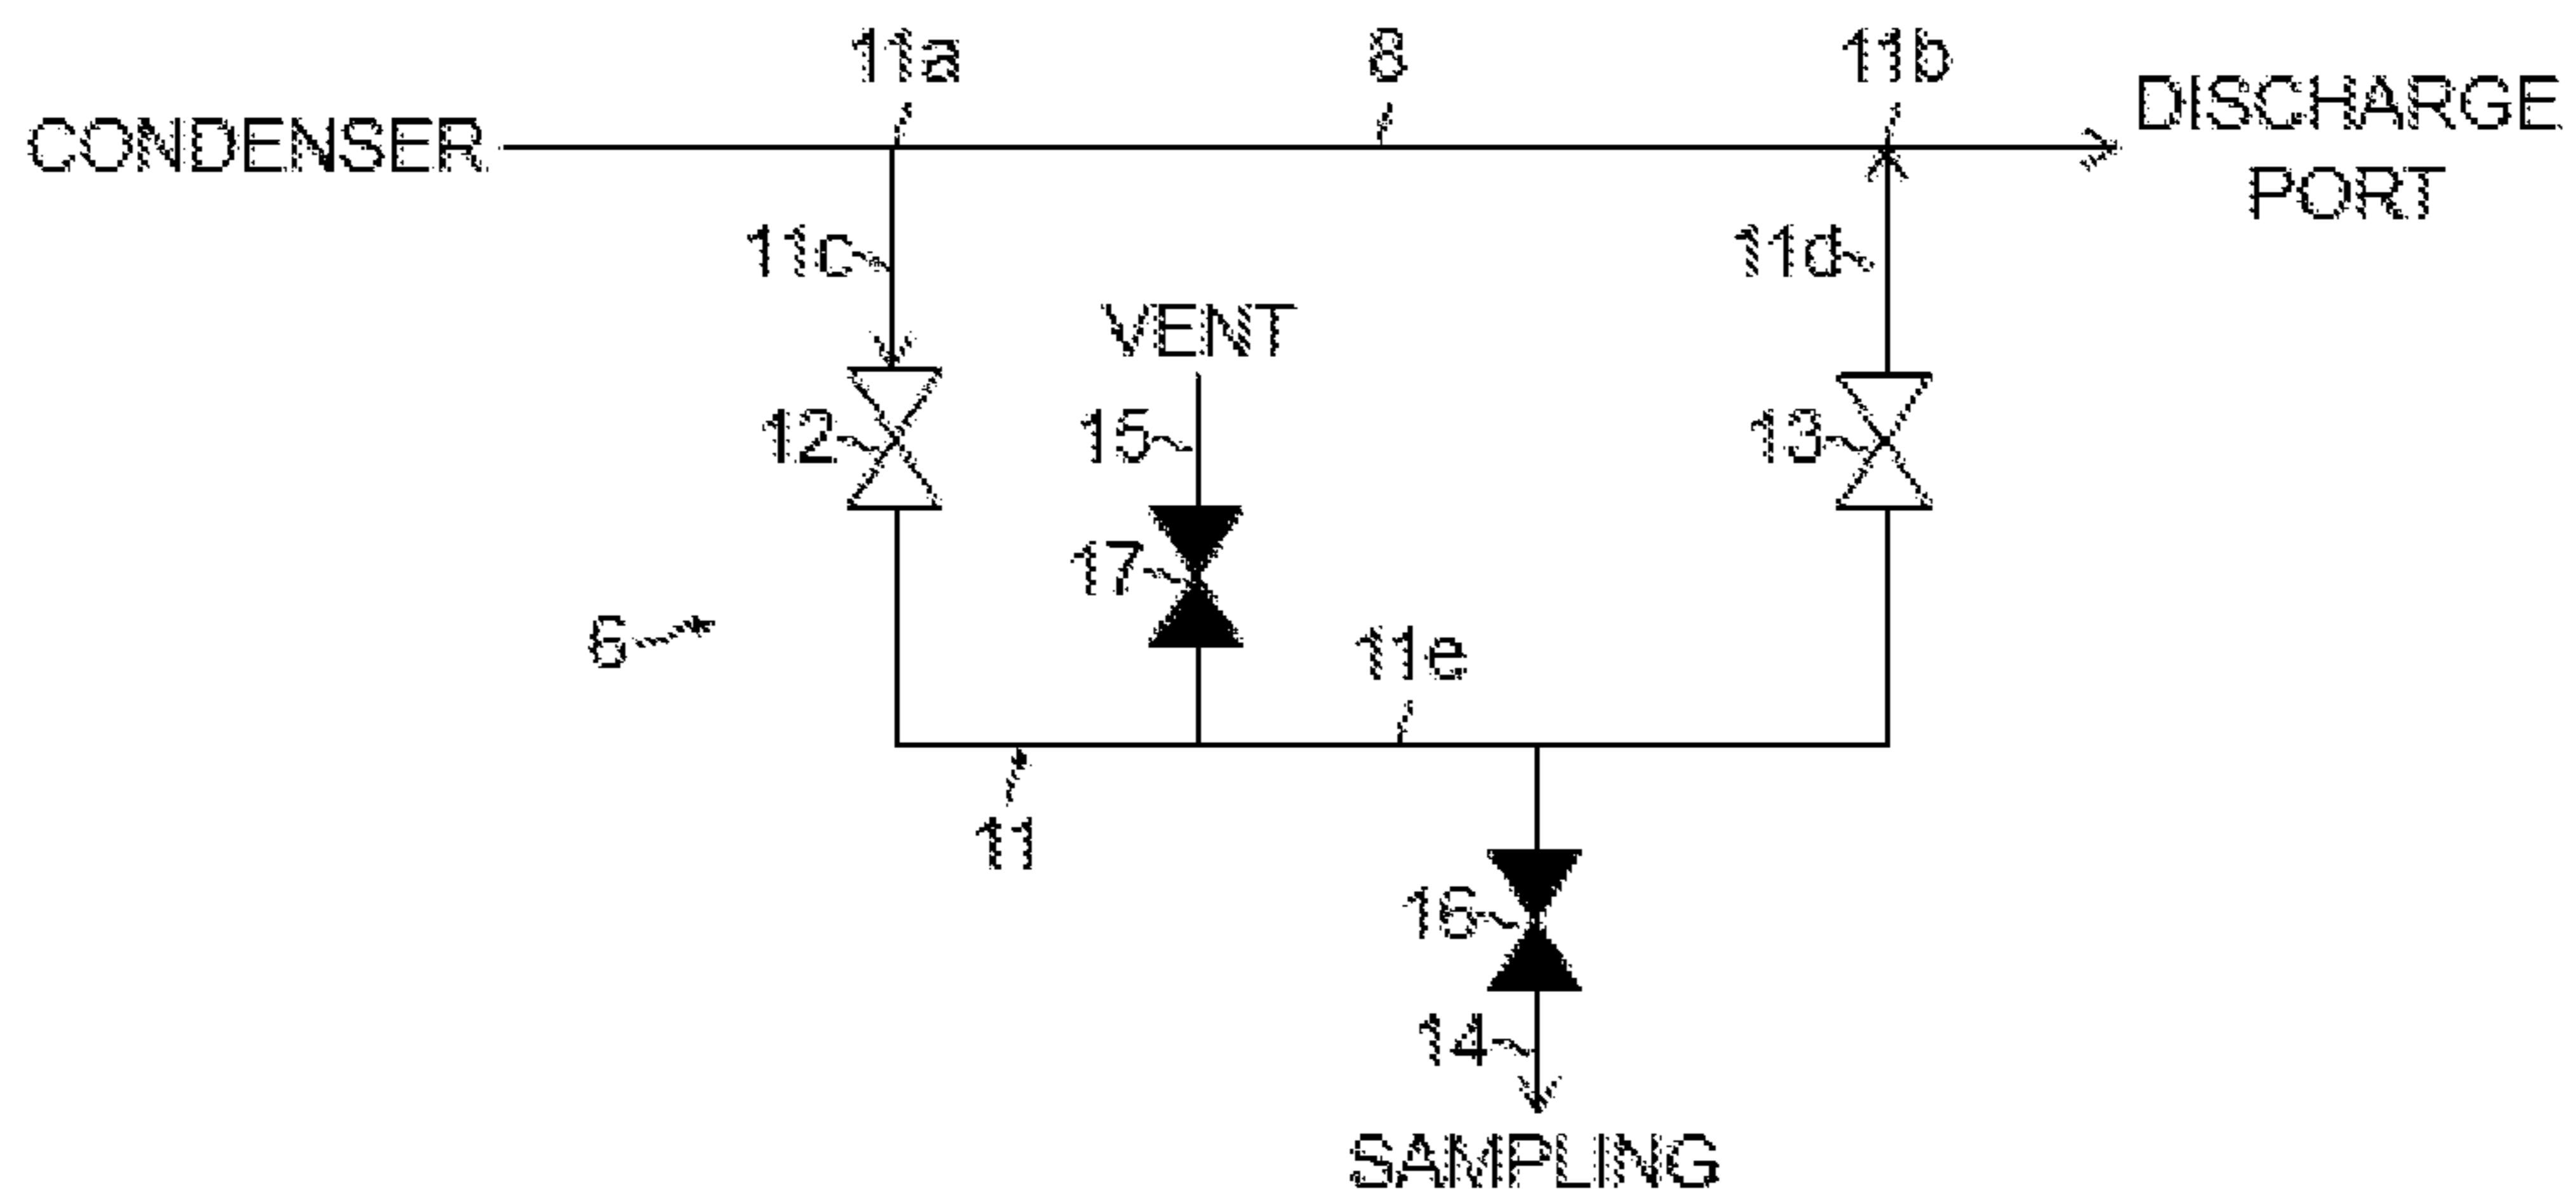 11a
8
11b
CONDENSER
DISCHARGE
PORT
11c
11d
VENT
12
15
13
17
6
11e
11
16
14
SAMPLING